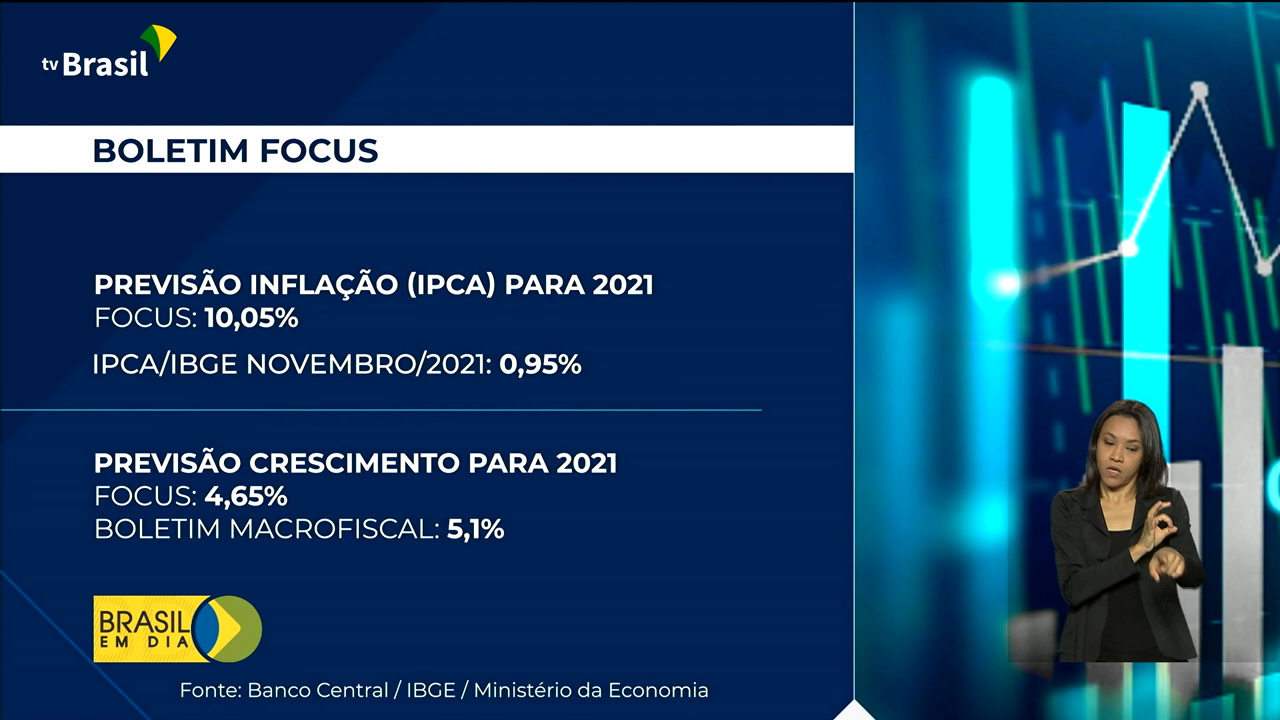 tv Brasil
BOLETIM FOCUS
PREVISÃO INFLAÇÃO (IPCA) PARA 2021
FOCUS: 10,05%
IPCA/IBGE NOVEMBRO/2021: 0,95%
PREVISÃO CRESCIMENTO PARA 2021
FOCUS: 4,65%
BOLETIM MACROFISCAL: 5,1%
BRASIL
EM DIA
Fonte: Banco Central / IBGE / Ministério da Economia